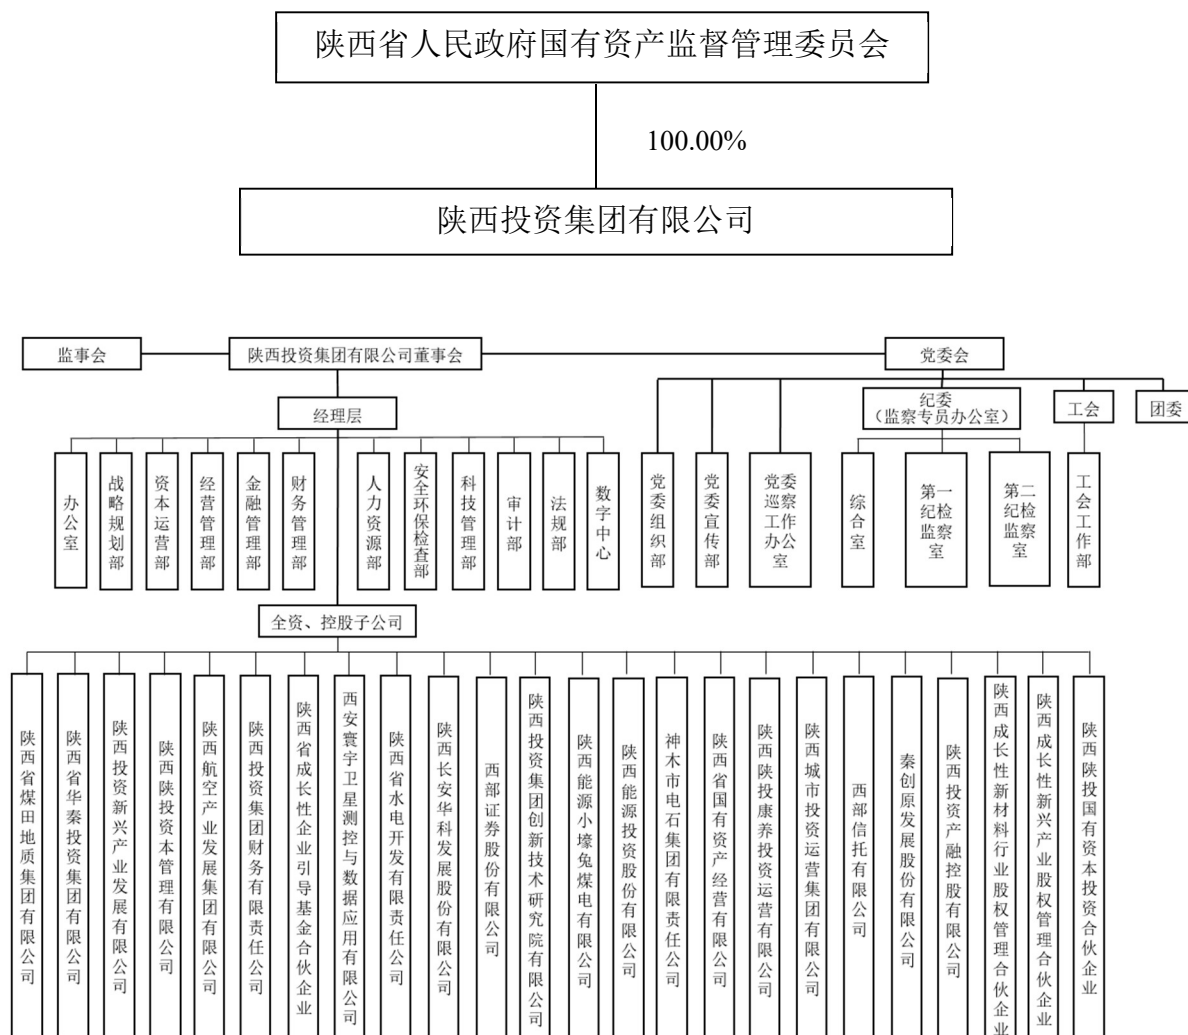 陕西省人民政府国有资产监督管理委员会
100.00%
陕西投资集团有限公司
监事会
陕西投资集团有限公司董事会
党委会
经理层
纪委
（监察专员办公室）
工会
团委
办公室
战略规划部
资本运营部
经营管理部
金融管理部
财务管理部
人力资源部
安全环保检查部
科技管理部
审计部
法规部
数字中心
党委组织部
党委宣传部
党委巡察工作办公室
综合室
第一纪检监察室
第二纪检监察室
工会工作部
全资、控股子公司
陕西省煤田地质集团有限公司
陕西省华秦投资集团有限公司
陕西投资新兴产业发展有限公司
陕西陕投资本管理有限公司
陕西航空产业发展集团有限公司
陕西投资集团财务有限责任公司
陕西省成长性企业引导基金合伙企业
西安寰宇卫星测控与数据应用有限公司
陕西省水电开发有限责任公司
陕西长安华科发展股份有限公司
西部证券股份有限公司
陕西投资集团创新技术研究院有限公司
陕西能源小壕兔煤电有限公司
陕西能源投资股份有限公司
神木市电石集团有限责任公司
陕西省国有资产经营有限公司
陕西陕投康养投资运营有限公司
陕西城市投资运营集团有限公司
西部信托有限公司
秦创原发展股份有限公司
陕西投资产融控股有限公司
陕西成长性新材料行业股权管理合伙企业
陕西成长性新兴产业股权管理合伙企业
陕西陕投国有资本投资合伙企业